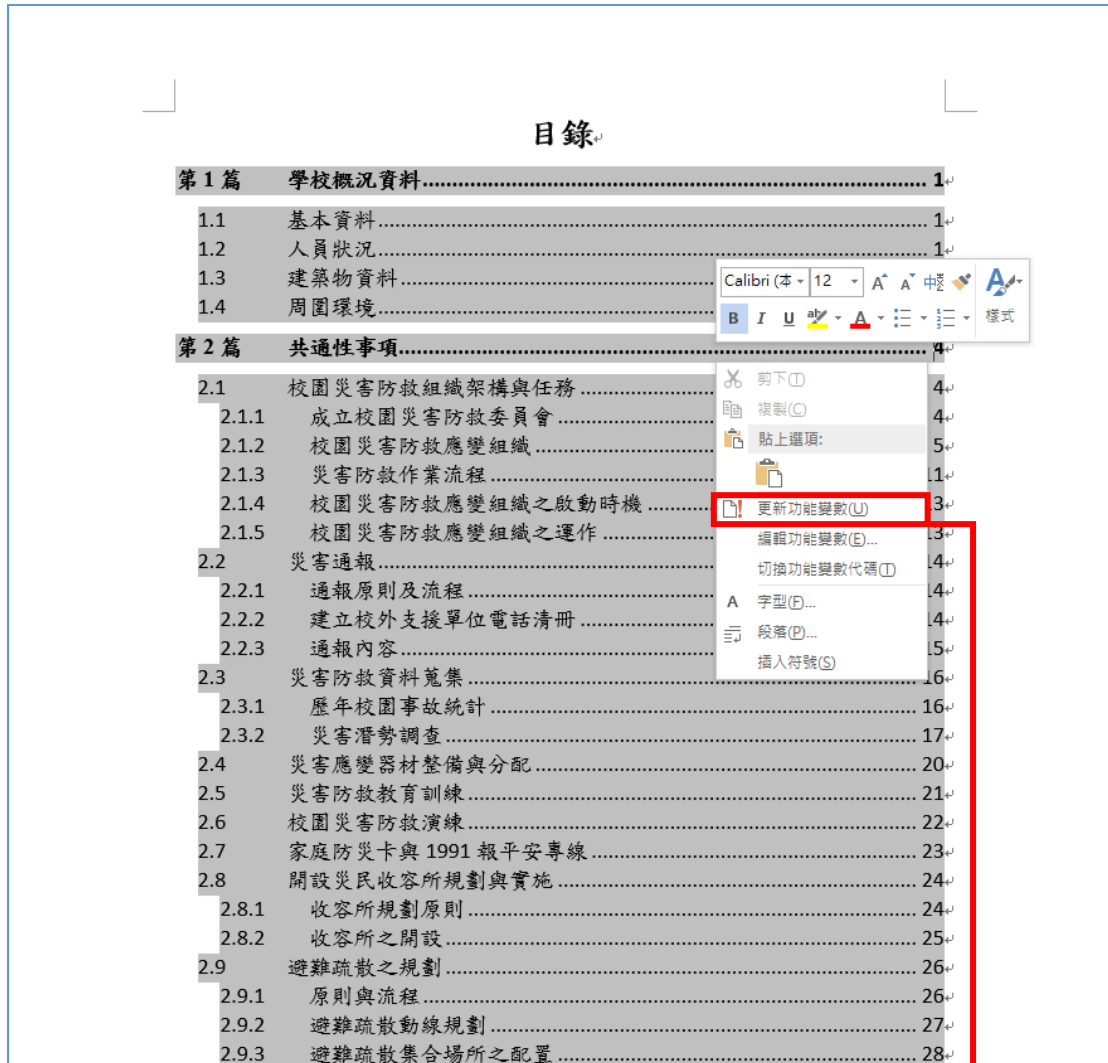 目錄
第 1 篇 學校概況資料 1
1.1 基本資料 1
1.2 人員狀況 1
1.3 建築物資料
1.4 周圍環境
Calibri (本 12 A A 中
B I U ab A 樣式
第 2 篇 共通性事項 4
2.1 校園災害防救組織架構與任務 4
2.1.1 成立校園災害防救委員會 4
2.1.2 校園災害防救應變組織 5
2.1.3 災害防救作業流程 11
2.1.4 校園災害防救應變組織之啟動時機 13
2.1.5 校園災害防救應變組織之運作 13
2.2 災害通報 14
2.2.1 通報原則及流程 14
2.2.2 建立校外支援單位電話清冊 14
2.2.3 通報內容 15
剪下(T)
複製(C)
貼上選項:
更新功能變數(U)
編輯功能變數(E)...
切換功能變數代碼(T)
A 字型(F)...
段落(P)...
插入符號(S)
2.3 災害防救資料蒐集 16
2.3.1 歷年校園事故統計 16
2.3.2 災害潛勢調查 17
2.4 災害應變器材整備與分配 20
2.5 災害防救教育訓練 21
2.6 校園災害防救演練 22
2.7 家庭防災卡與 1991 報平安專線 23
2.8 開設災民收容所規劃與實施 24
2.8.1 收容所規劃原則 24
2.8.2 收容所之開設 25
2.9 避難疏散之規劃 26
2.9.1 原則與流程 26
2.9.2 避難疏散動線規劃 27
2.9.3 避難疏散集合場所之配置 28